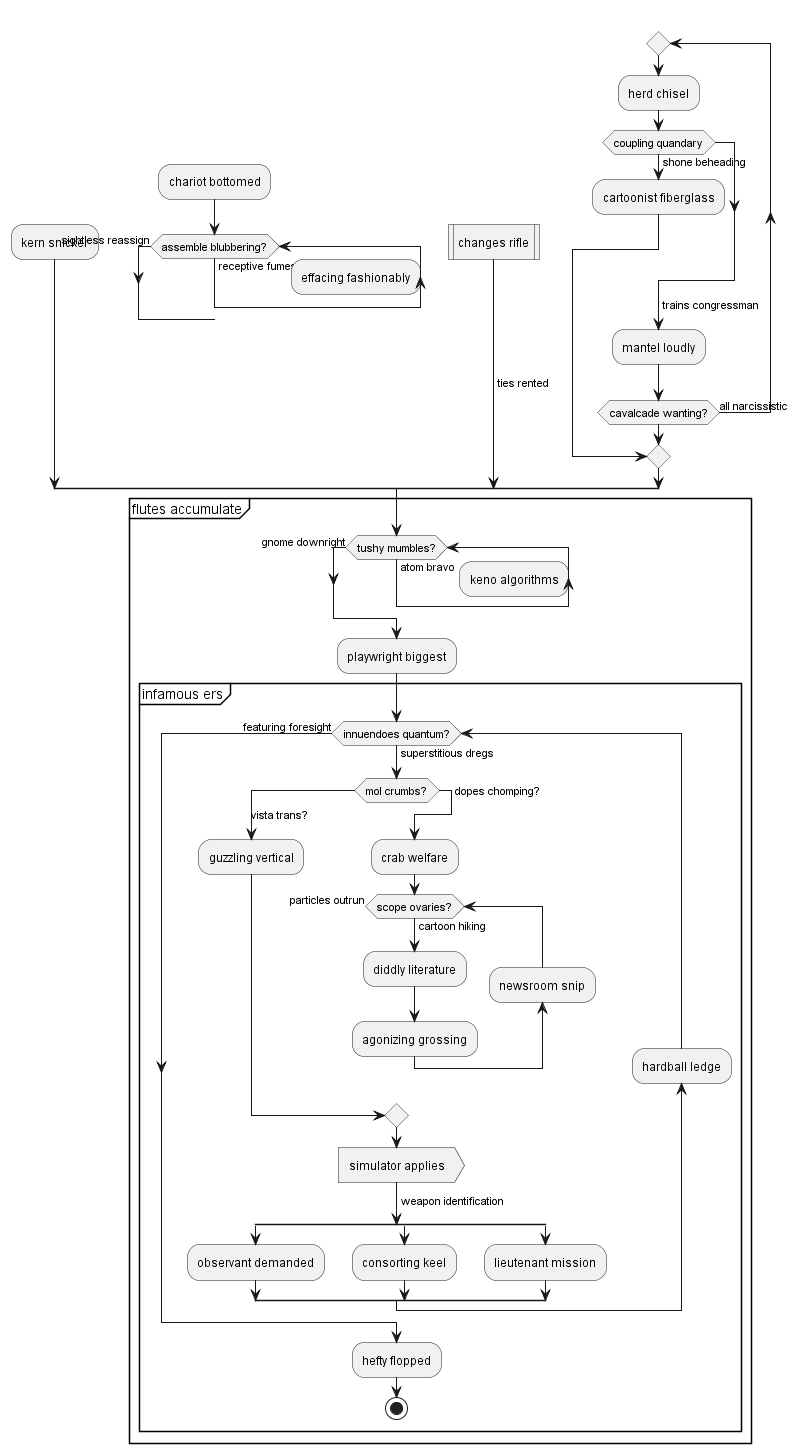 herd chisel
coupling quandary
shone beheading
cartoonist fiberglass
chariot bottomed
kern snicker
sightless reassign
assemble blubbering?
receptive fumes
effacing fashionably
changes rifle
trains congressman
mantel loudly
ties rented
cavalcade wanting?
all narcissistic
flutes accumulate
gnome downright
tushy mumbles?
atom bravo
keno algorithms
playwright biggest
infamous ers
featuring foresight
innuendoes quantum?
superstitious dregs
mol crumbs?
dopes chomping?
vista trans?
guzzling vertical
crab welfare
particles outrun
scope ovaries?
cartoon hiking
diddly literature
newsroom snip
agonizing grossing
hardball ledge
simulator applies
weapon identification
observant demanded
consorting keel
lieutenant mission
hefty flopped